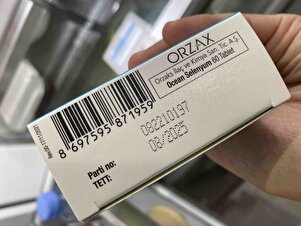 ORZAX
Orzaks İlaç ve Kimya San. Tic. A.Ş.
Ocean Selenyum 60 Tablet
8 697595 871959
Parti no: 082210197
TETT: 08/2025